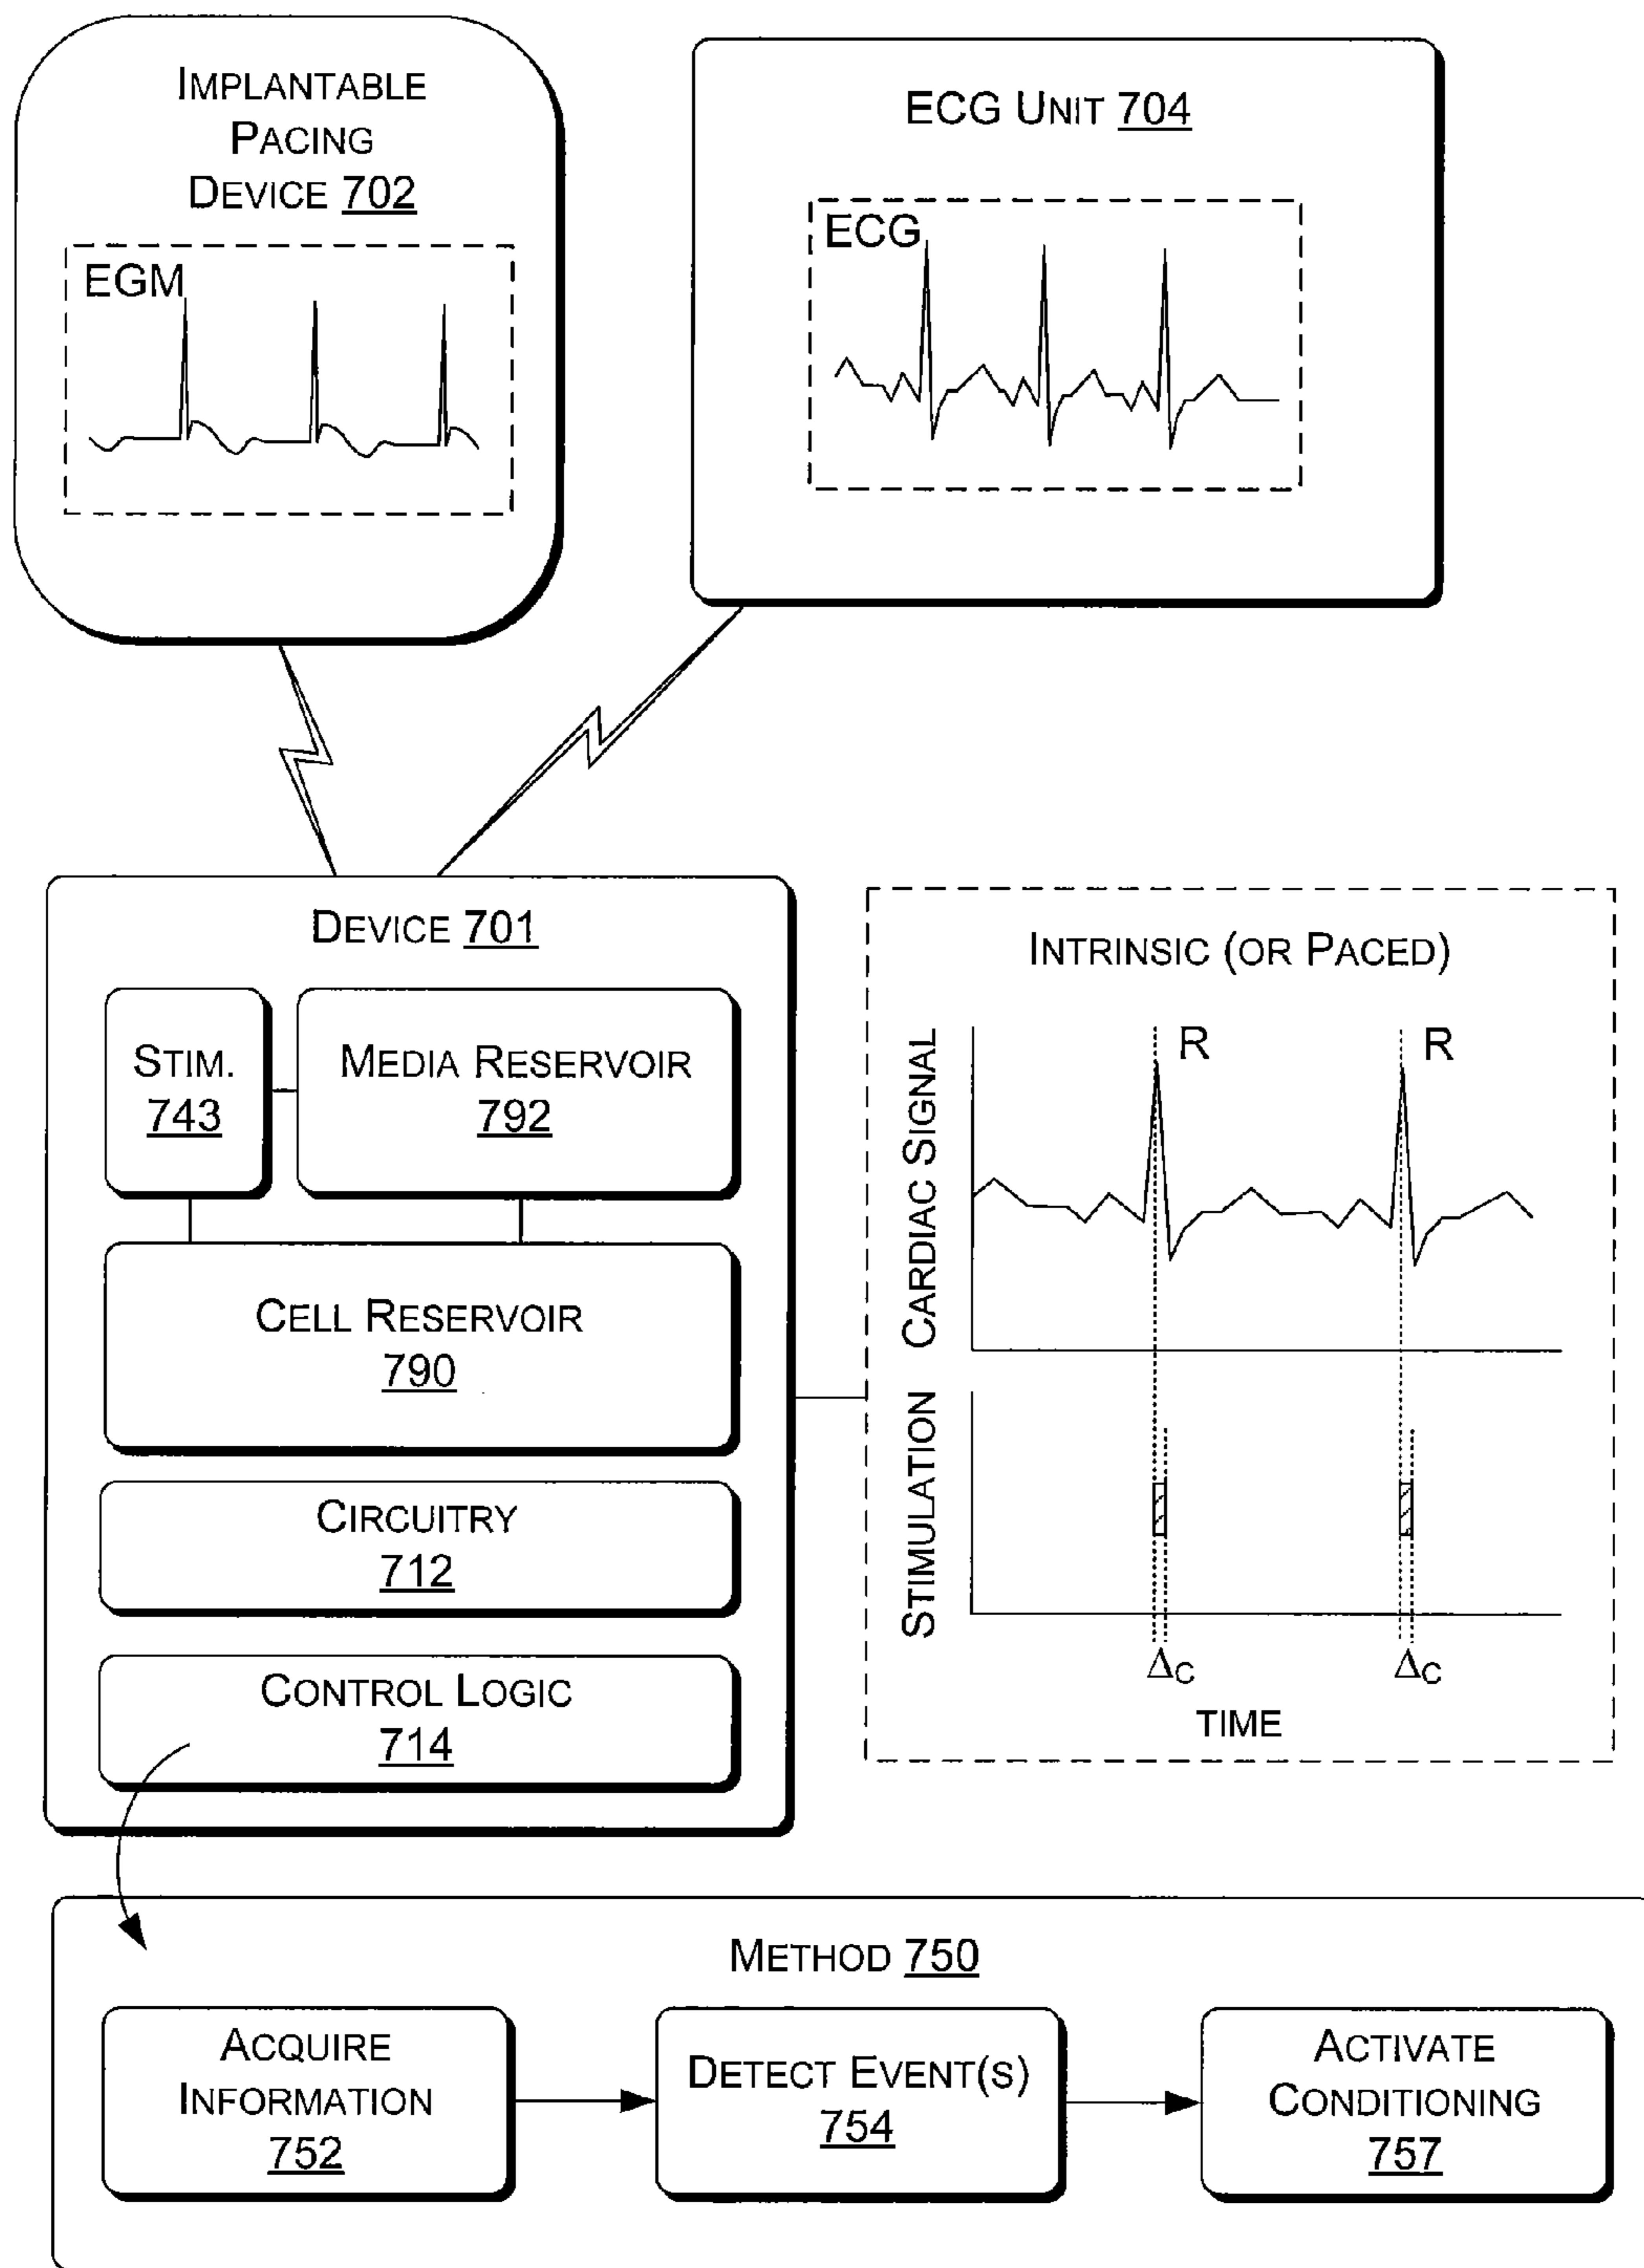 IMPLANTABLE
PACING
DEVICE 702
EGM
ECG UNIT 704
ECG
DEVICE 701
STIM.
743
MEDIA RESERVOIR
792
CELL RESERVOIR
790
CIRCUITRY
712
CONTROL LOGIC
714
INTRINSIC (OR PACED)
CARDIAC SIGNAL
R
R
STIMULATION
ΔC
ΔC
TIME
METHOD 750
ACQUIRE
INFORMATION
752
DETECT EVENT(S)
754
ACTIVATE
CONDITIONING
757